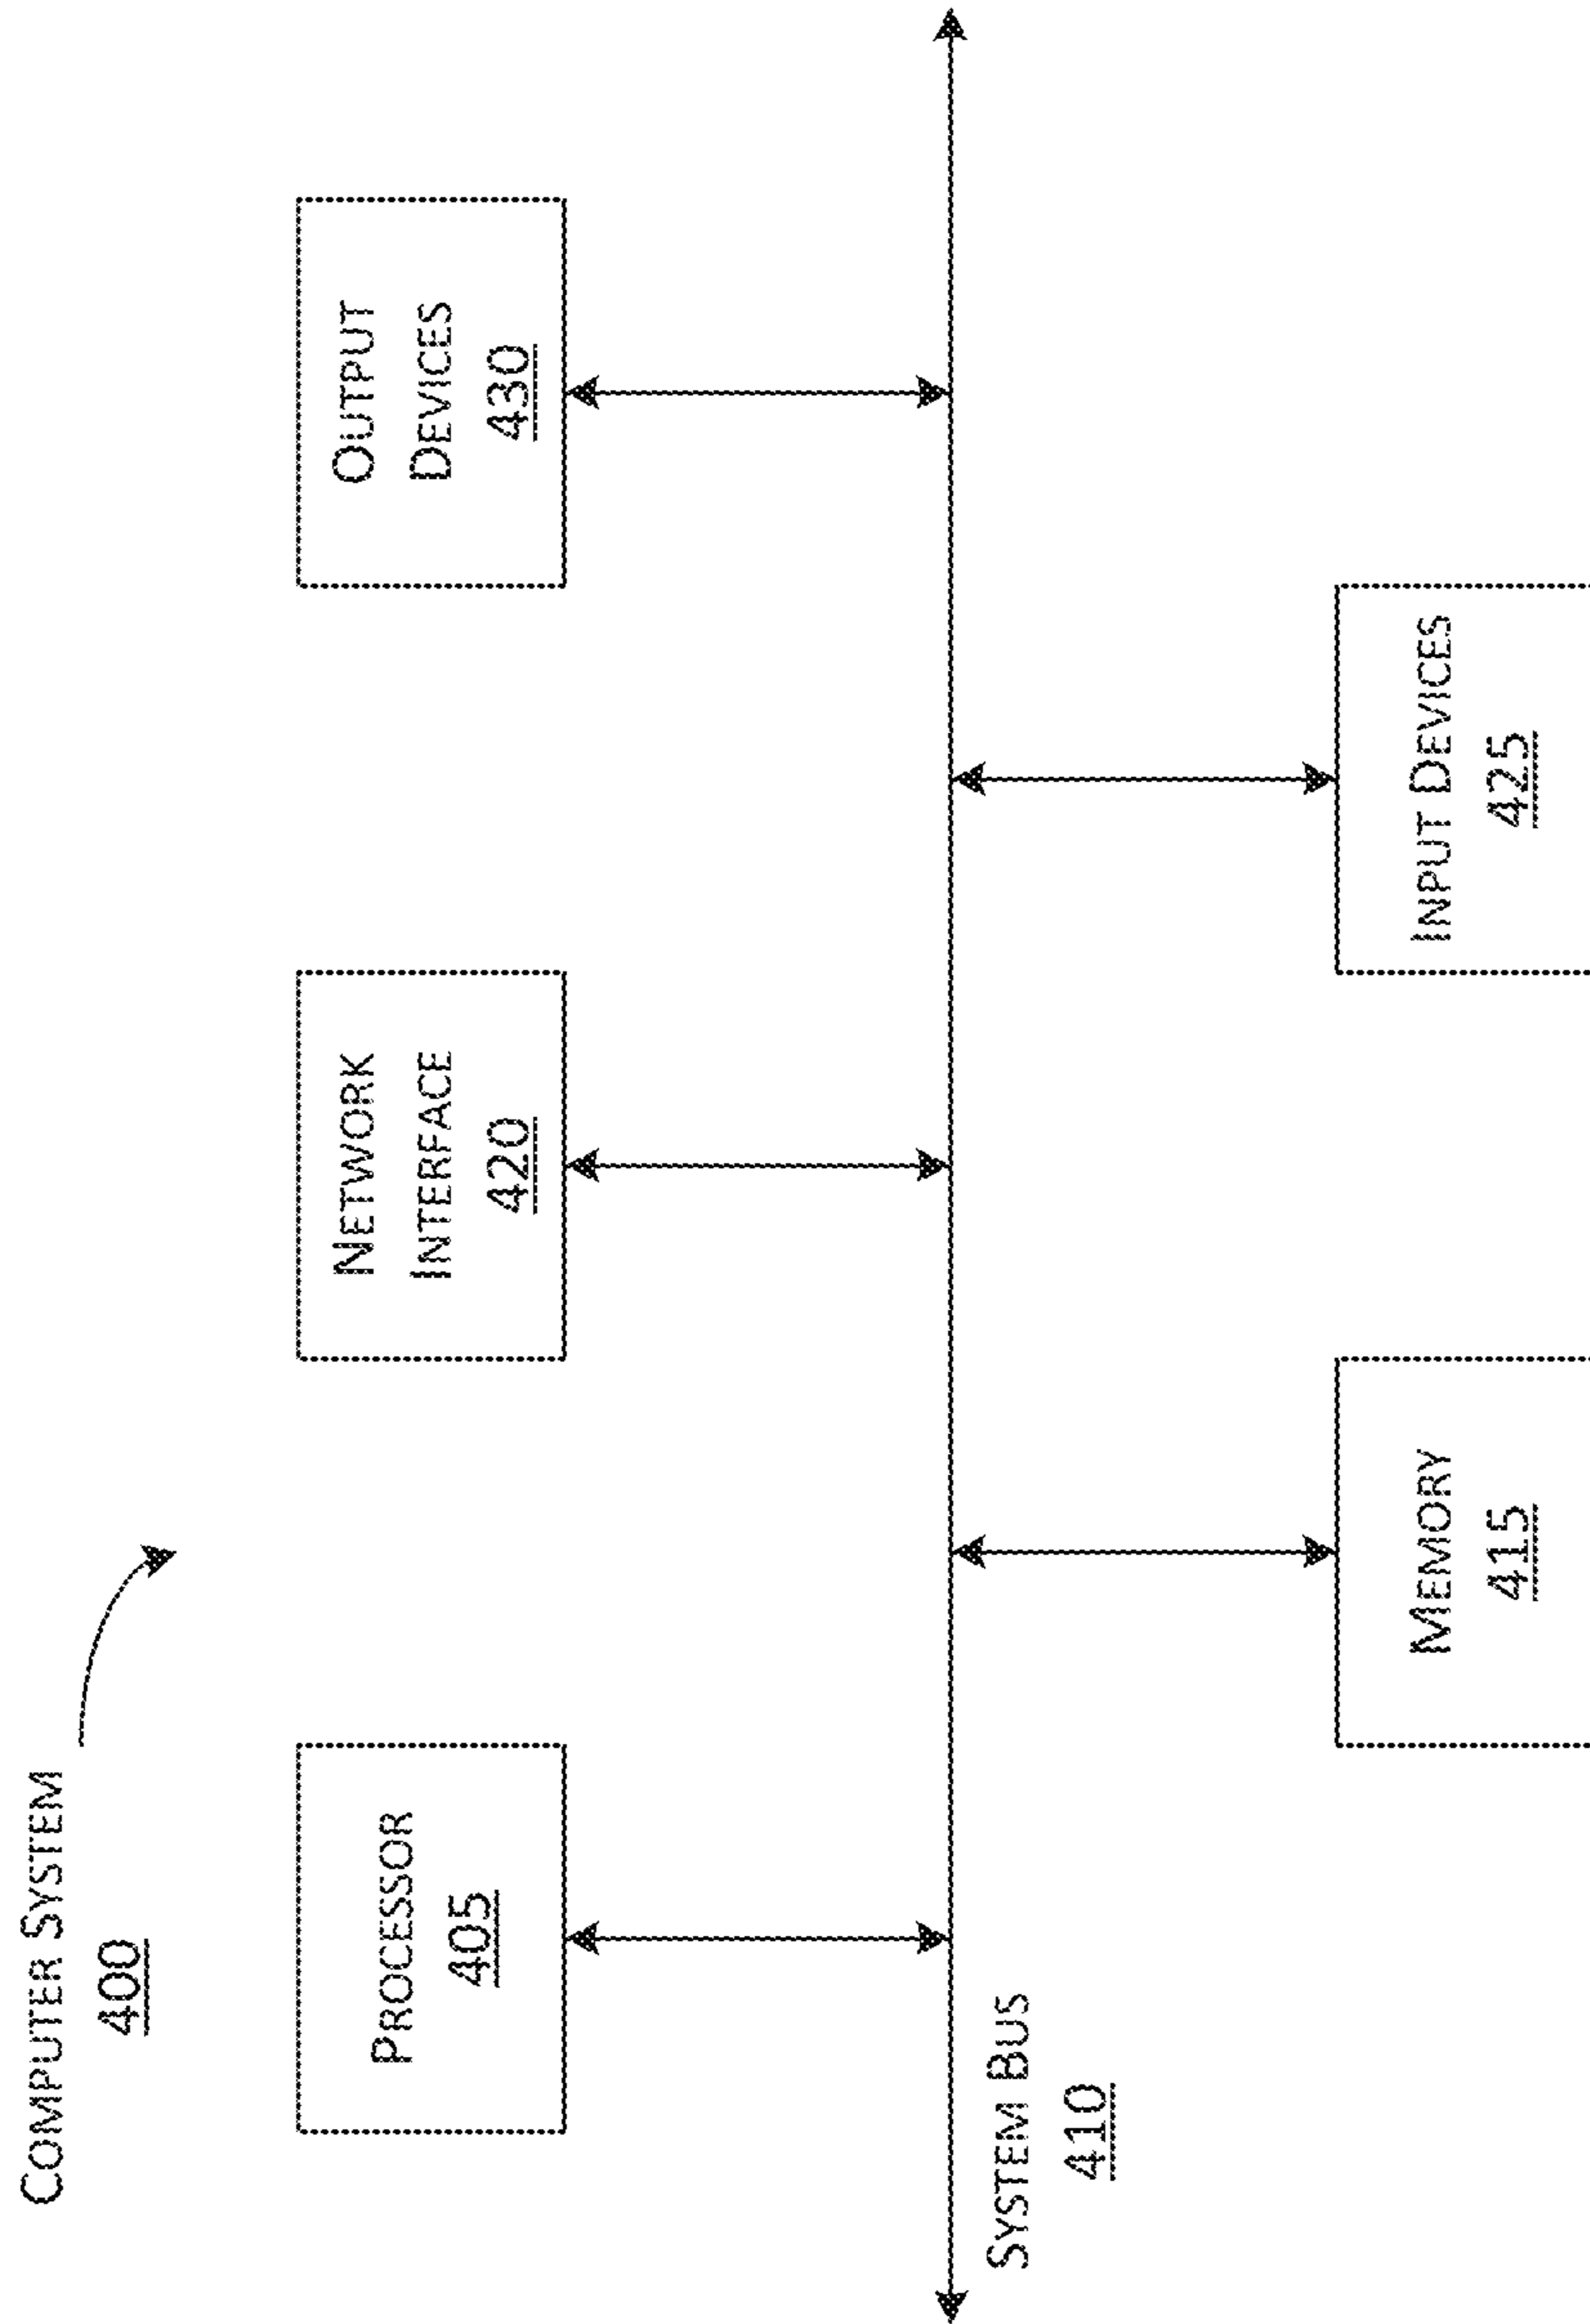 COMPUTER SYSTEM
400
PROCESSOR
405
NETWORK
INTERFACE
420
OUTPUT
DEVICES
430
SYSTEM BUS
410
MEMORY
415
INPUT DEVICES
425